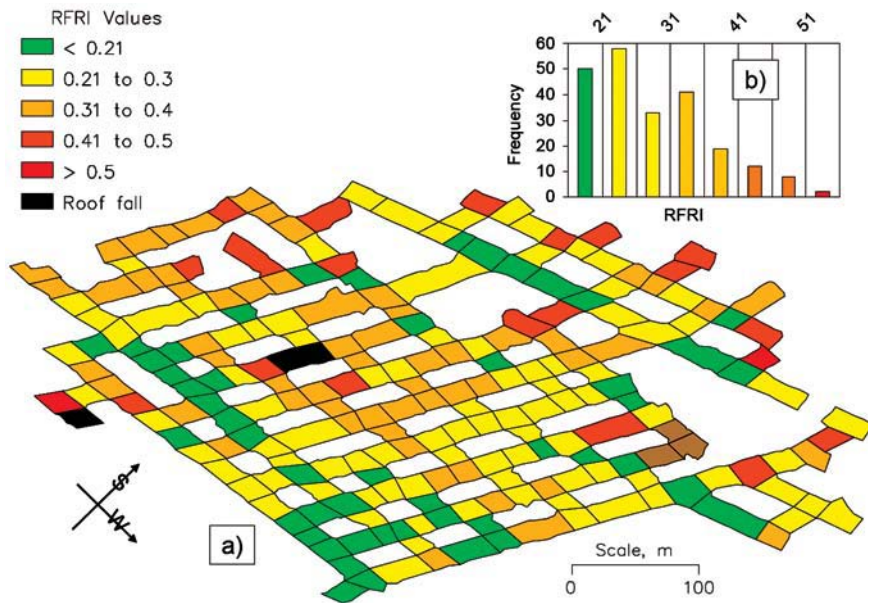 RFRI Values
< 0.21
0.21 to 0.3
0.31 to 0.4
0.41 to 0.5
> 0.5
Roof fall
21 31 41 51
60
50
40
30
20
10
0
Frequency
b)
RFRI
S
W
a)
Scale, m
0 100